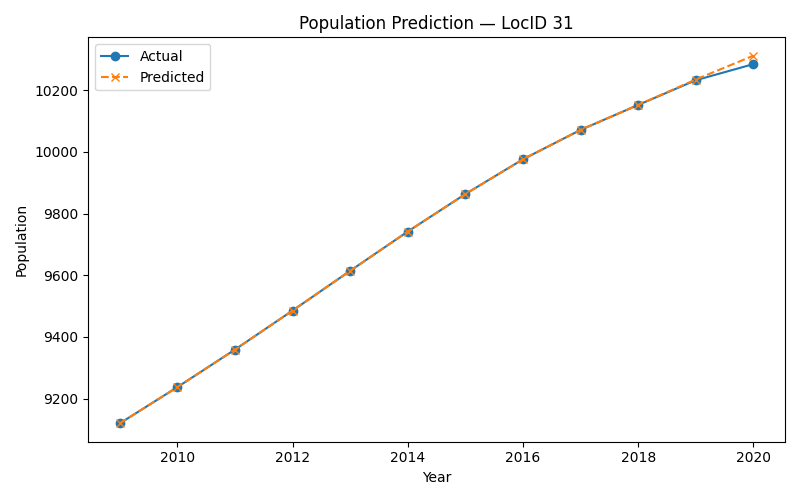 Population Prediction — LocID 31
Actual
Predicted
10200
10000
9800
9600
9400
9200
Population
2010 2012 2014 2016 2018 2020
Year